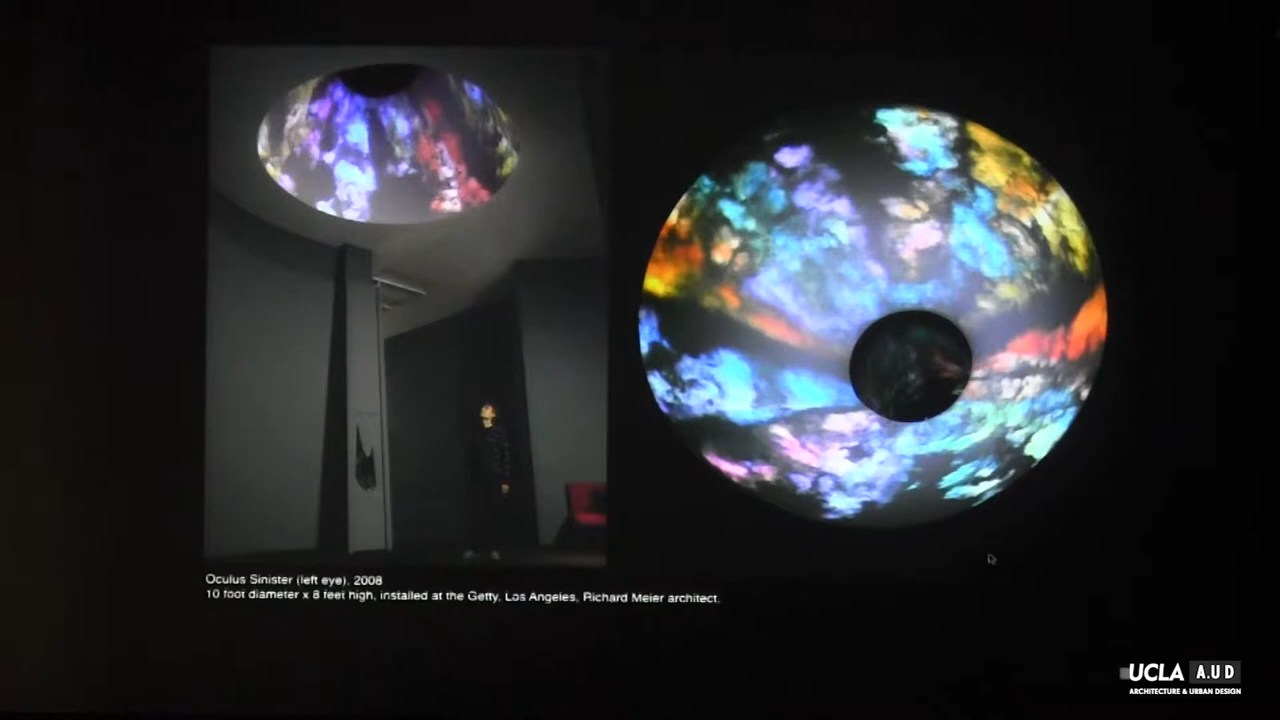 Oculus Sinister (left eye), 2008
10 foot diameter x 8 feet high, installed at the Getty, Los Angeles, Richard Meier architect.
UCLA A.UD
ARCHITECTURE & URBAN DESIGN